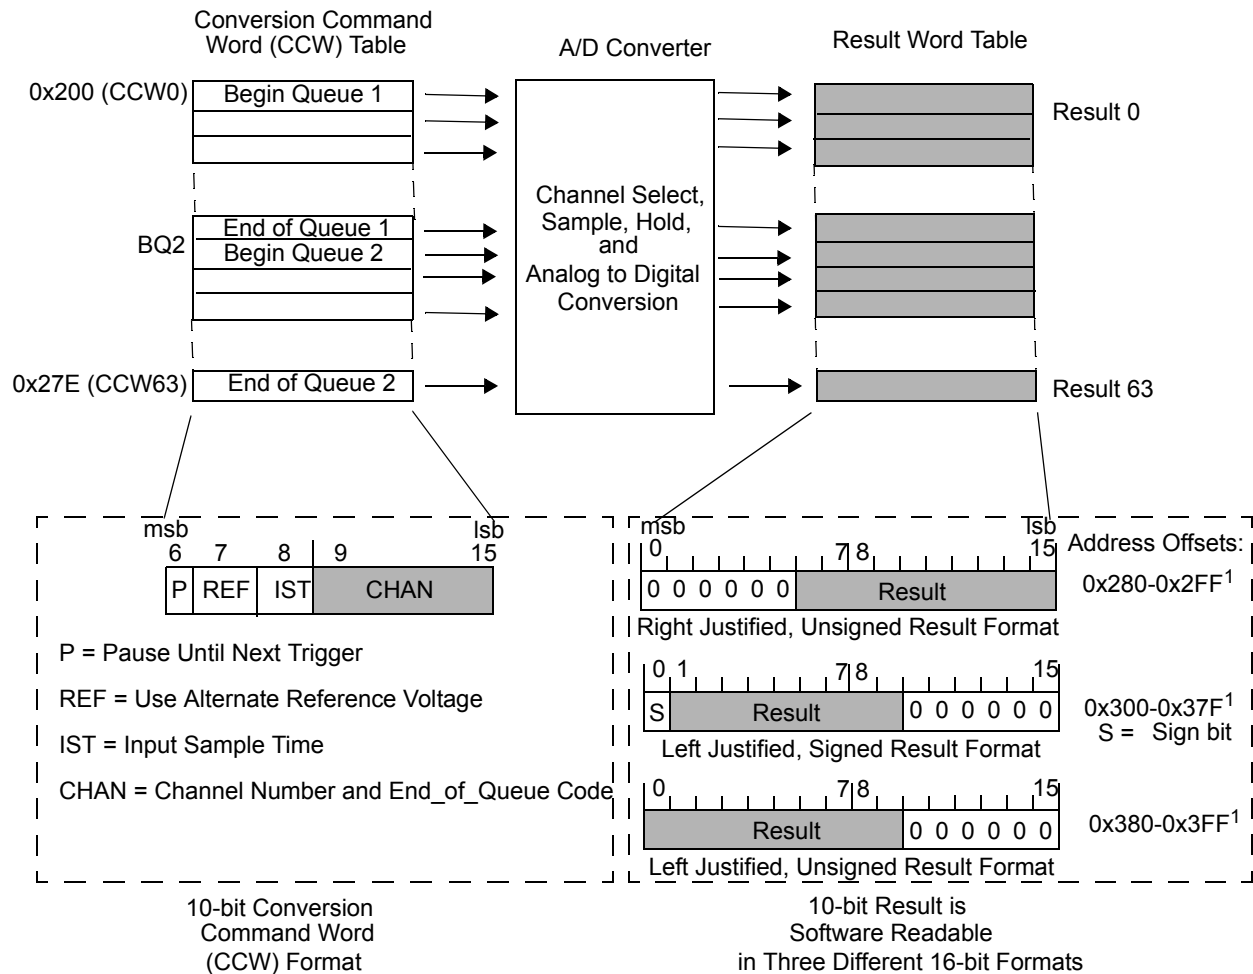 Conversion Command
Word (CCW) Table
A/D Converter
Result Word Table
0x200 (CCW0)
Begin Queue 1
Result 0
Channel Select,
Sample, Hold,
and
Analog to Digital
Conversion
End of Queue 1
BQ2
Begin Queue 2
0x27E (CCW63)
End of Queue 2
Result 63
msb
lsb
6 7 8 9 15
P REF IST CHAN
P = Pause Until Next Trigger
REF = Use Alternate Reference Voltage
IST = Input Sample Time
CHAN = Channel Number and End_of_Queue Code
10-bit Conversion
Command Word
(CCW) Format
msb
lsb
0 7 8 15
Address Offsets:
0 0 0 0 0 0 Result
0x280-0x2FF1
Right Justified, Unsigned Result Format
0 1 7 8 15
S Result 0 0 0 0 0 0
0x300-0x37F1
S = Sign bit
Left Justified, Signed Result Format
0 7 8 15
Result 0 0 0 0 0 0
0x380-0x3FF1
Left Justified, Unsigned Result Format
10-bit Result is
Software Readable
in Three Different 16-bit Formats